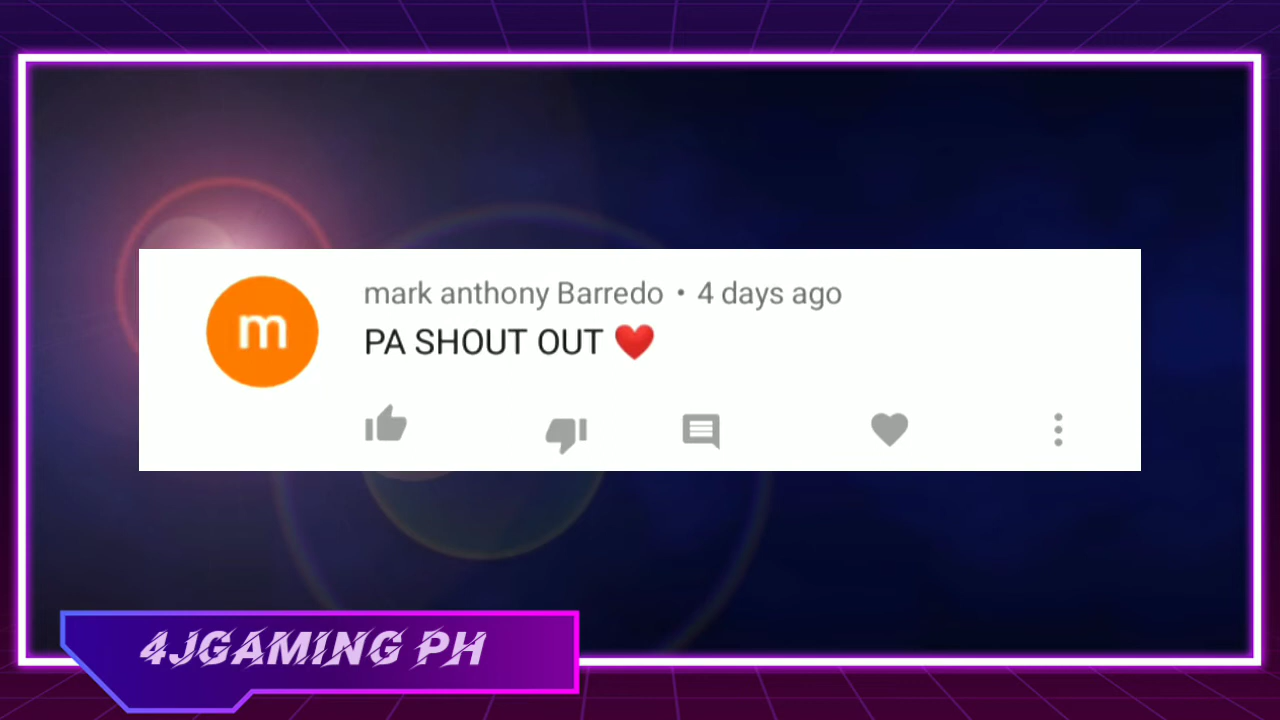 m
mark anthony Barredo • 4 days ago
PA SHOUT OUT ❤️
4JGAMING PH